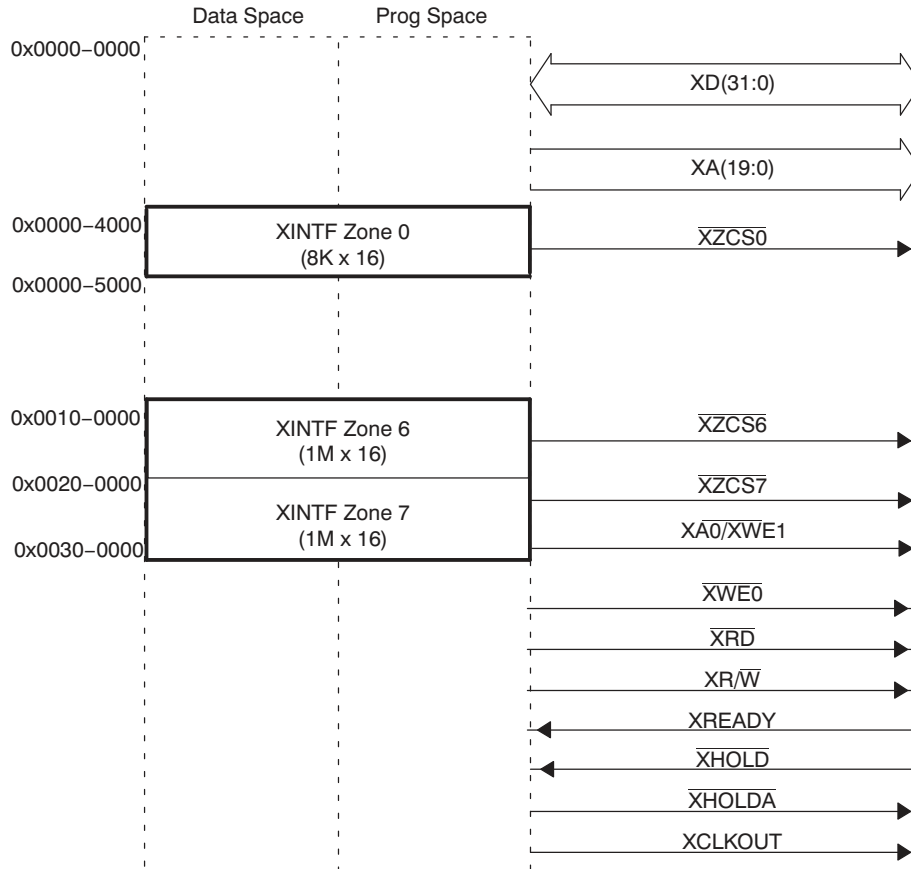 Data Space Prog Space
0x0000–0000
XD(31:0)
XA(19:0)
0x0000–4000
XINTF Zone 0
(8K x 16)
XZCS0
0x0000–5000
0x0010–0000
XINTF Zone 6
(1M x 16)
XZCS6
0x0020–0000
XZCS7
XINTF Zone 7
(1M x 16)
XA0/XWE1
0x0030–0000
XWE0
XRD
XR/W
XREADY
XHOLD
XHOLDA
XCLKOUT